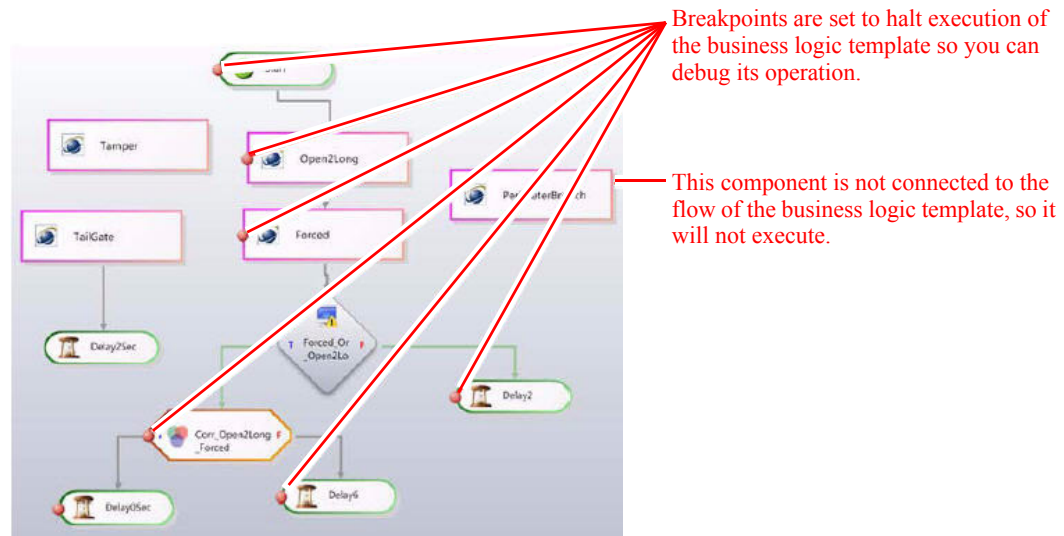 Breakpoints are set to halt execution of
the business logic template so you can
debug its operation.
Tamper
Open2Long
This component is not connected to the
flow of the business logic template, so it
will not execute.
TailGate
Forced
T Forced_Or F
_Open2Lo
Delay2Sec
Delay2
Corr_Open2Long F
_Forced
Delay0Sec
Delay6